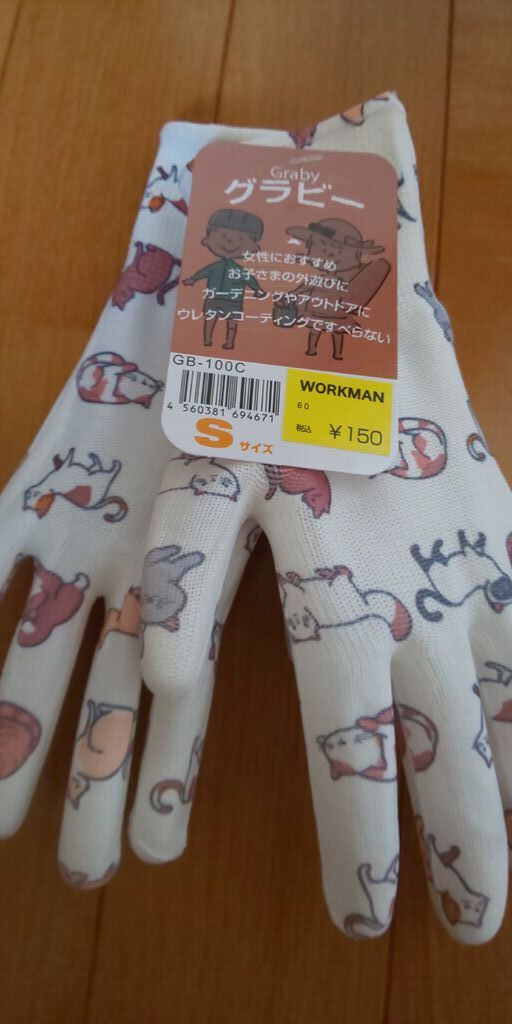 Graby
グラビー
女性におすすめ
お子さまの外遊びに
ガーデニングやアウトドアに
ウレタンコーティングですべらない
GB-100C
4 560381 694671
Sサイズ
WORKMAN
60
税込 ¥150